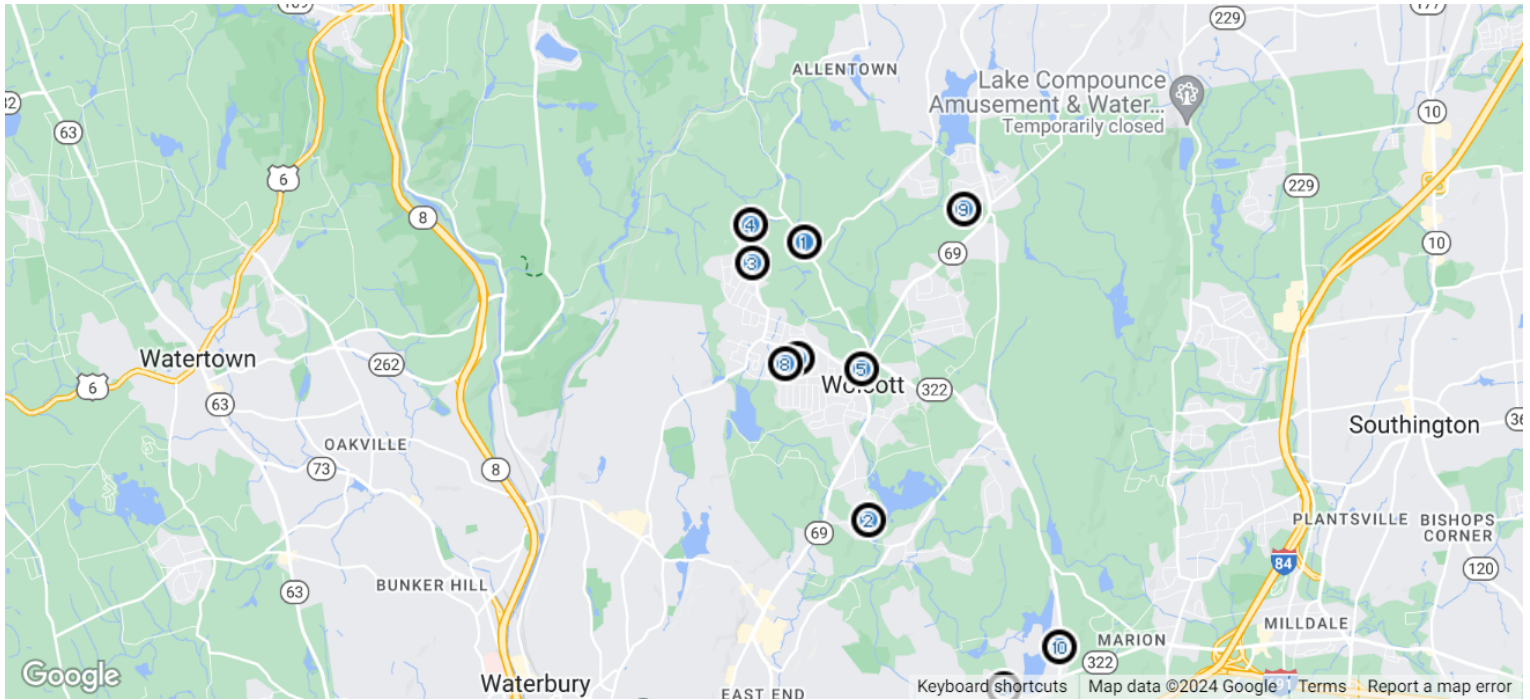 109
177
229
ALLENTOWN
Lake Compounce
Amusement & Water...
Temporarily closed
32
63
10
6
229
8
4
1
9
3
69
10
Watertown
262
8
5
Wolcott
322
6
63
OAKVILLE
73
8
Southington
36
2
69
PLANTSVILLE
BISHOPS
CORNER
84
120
BUNKER HILL
63
10
MARION
MILLDALE
322
Google
Waterbury
EAST END
Keyboard shortcuts
Map data ©2024 Google
Terms
Report a map error